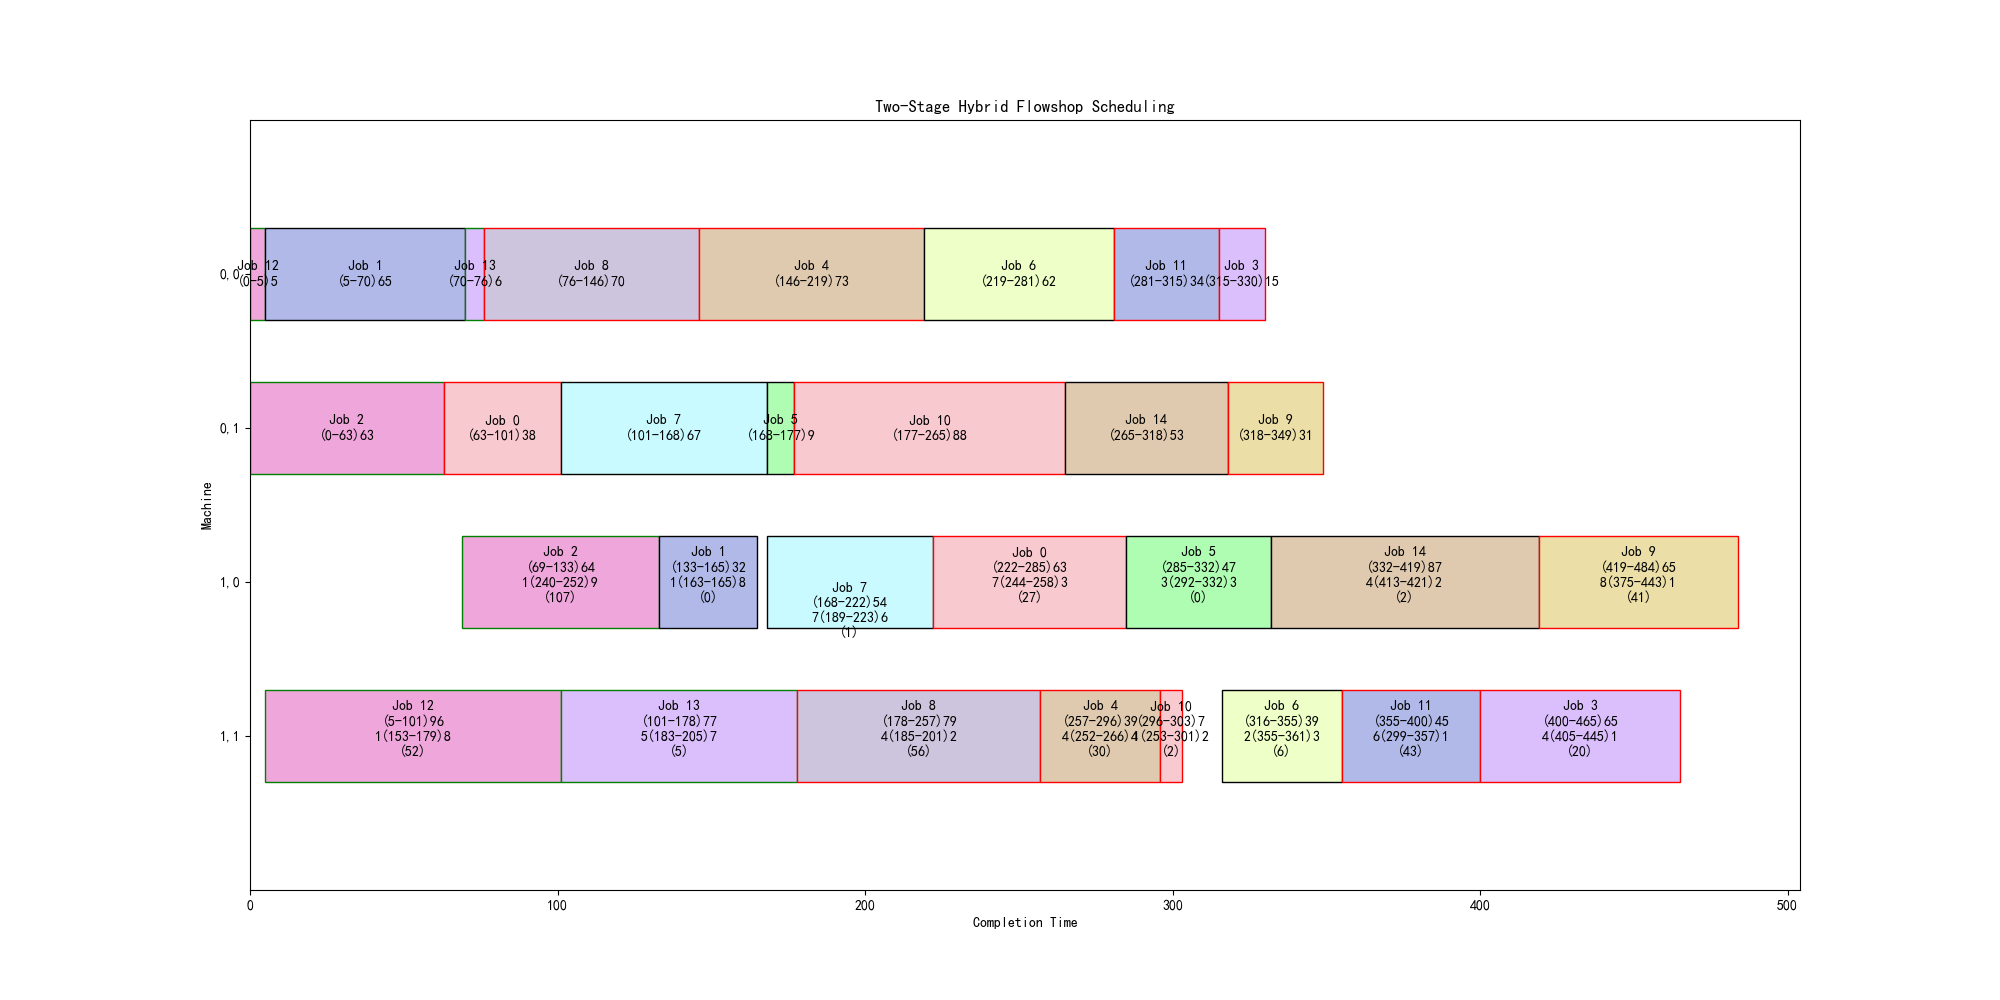 Two-Stage Hybrid Flowshop Scheduling
Machine
0,0
Job 12
(0-5)5
Job 1
(5-70)65
Job 13
(70-76)6
Job 8
(76-146)70
Job 4
(146-219)73
Job 6
(219-281)62
Job 11
(281-315)34
Job 3
(315-330)15
0,1
Job 2
(0-63)63
Job 0
(63-101)38
Job 7
(101-168)67
Job 5
(168-177)9
Job 10
(177-265)88
Job 14
(265-318)53
Job 9
(318-349)31
1,0
Job 2
(69-133)64
1(240-252)9
(107)
Job 1
(133-165)32
1(163-165)8
(0)
Job 7
(168-222)54
7(189-223)6
(1)
Job 0
(222-285)63
7(244-258)3
(27)
Job 5
(285-332)47
3(292-332)3
(0)
Job 14
(332-419)87
4(413-421)2
(2)
Job 9
(419-484)65
8(375-443)1
(41)
1,1
Job 12
(5-101)96
1(153-179)8
(52)
Job 13
(101-178)77
5(183-205)7
(5)
Job 8
(178-257)79
4(185-201)2
(56)
Job 4
(257-296)39
4(252-266)4
(30)
Job 10
(296-303)7
(253-301)2
(2)
Job 6
(316-355)39
2(355-361)3
(6)
Job 11
(355-400)45
6(299-357)1
(43)
Job 3
(400-465)65
4(405-445)1
(20)
0
100
200
300
400
500
Completion Time